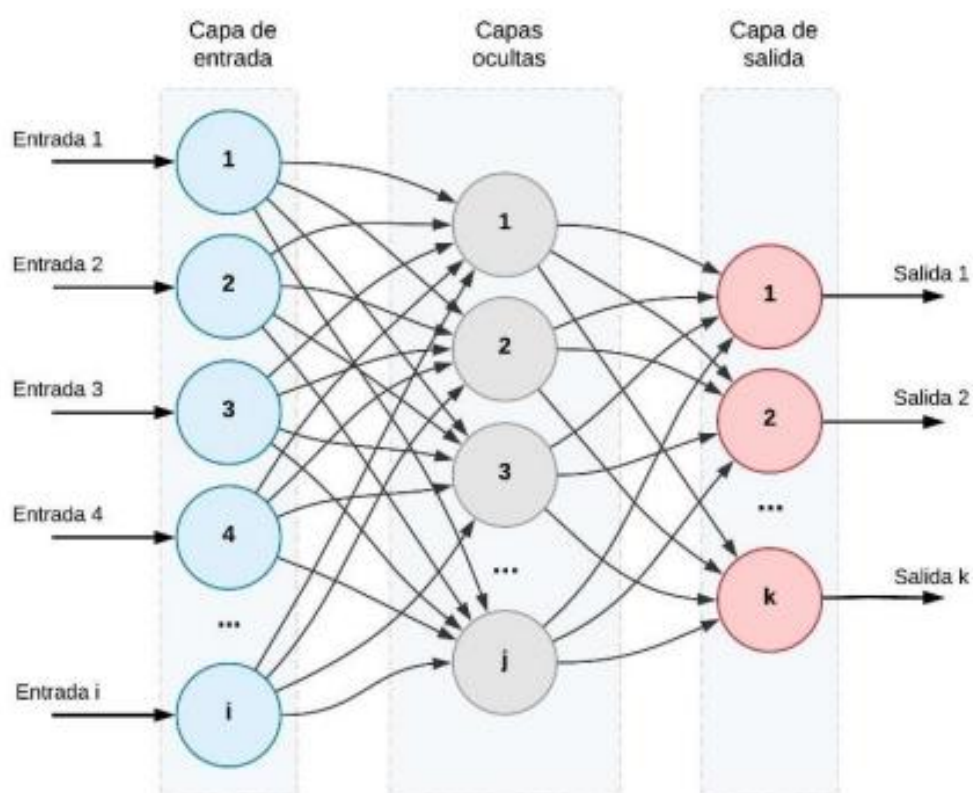 Capa de
entrada
Capas
ocultas
Capa de
salida
Entrada 1
1
Entrada 2
2
Entrada 3
3
Entrada 4
4
...
Entrada i
i
1
2
3
...
j
1
Salida 1
2
Salida 2
...
k
Salida k